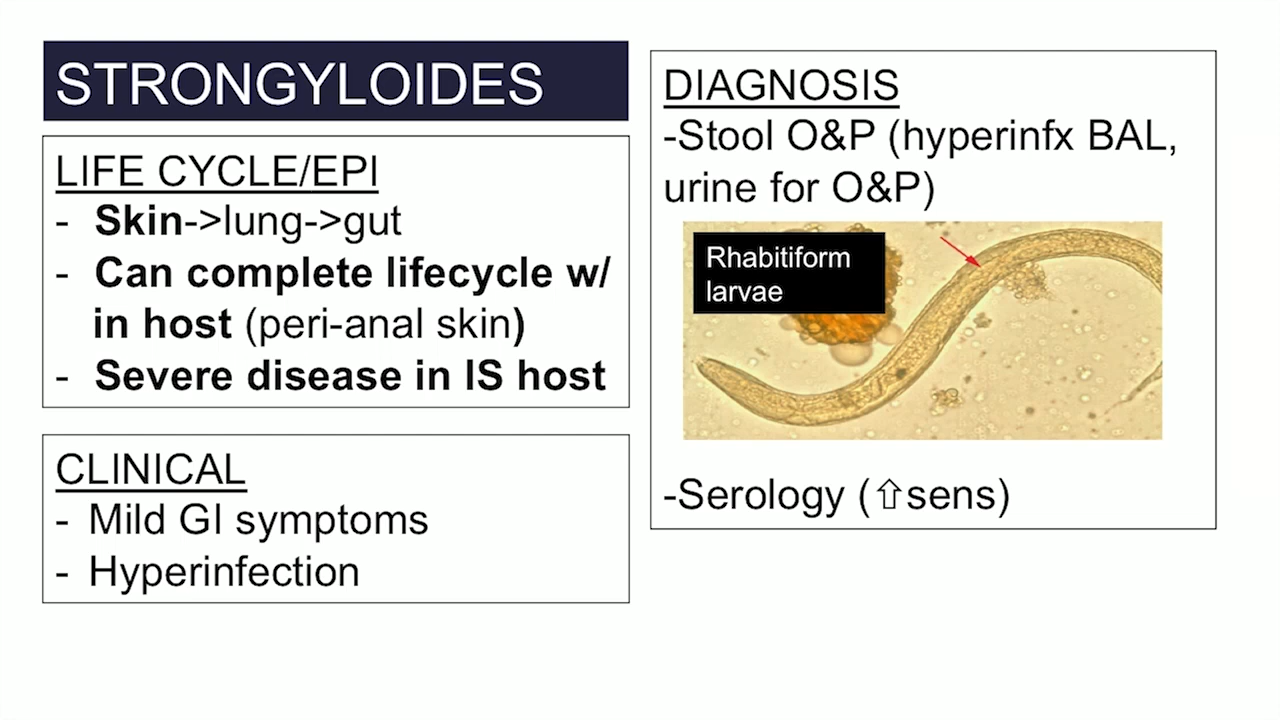 STRONGYLOIDES
LIFE CYCLE/EPI
- Skin->lung->gut
- Can complete lifecycle w/
in host (peri-anal skin)
- Severe disease in IS host
CLINICAL
- Mild GI symptoms
- Hyperinfection
DIAGNOSIS
-Stool O&P (hyperinfx BAL,
urine for O&P)
Rhabitiform
larvae
-Serology (⇧sens)